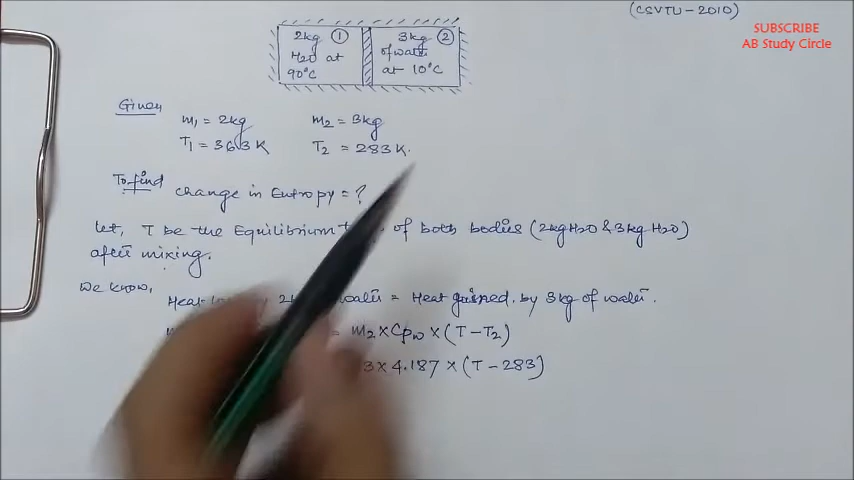 (CSVTU-2010)
SUBSCRIBE
AB Study Circle
2kg ①
H2O at
90°C
3kg ②
of water
at 10°C
Given
m1 = 2kg
m2 = 3kg
T1 = 363 K
T2 = 283 K.
To find change in Entropy = ?
Let, T be the Equilibrium of both bodies (2kg H2O & 3kg H2O)
after mixing.
We know,
Heat 2 water = Heat gained by 3kg of water.
= m2 × Cpw × (T - T2)
3 × 4.187 × (T - 283)